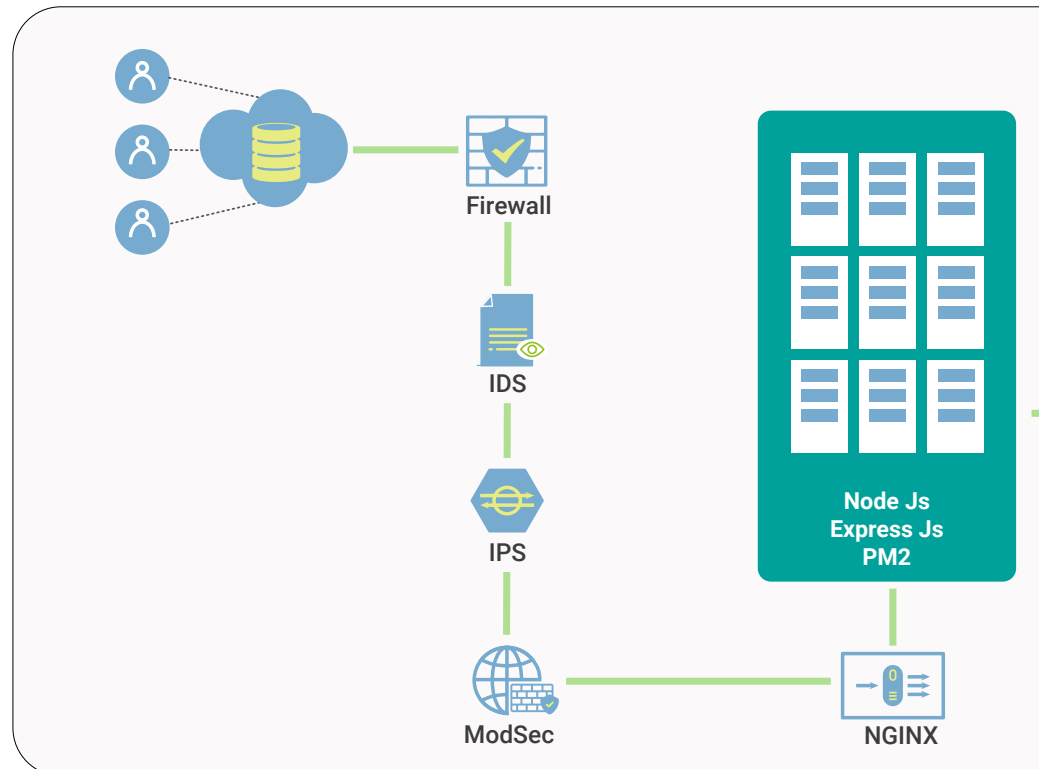 Firewall
IDS
IPS
ModSec
NGINX
Node Js
Express Js
PM2